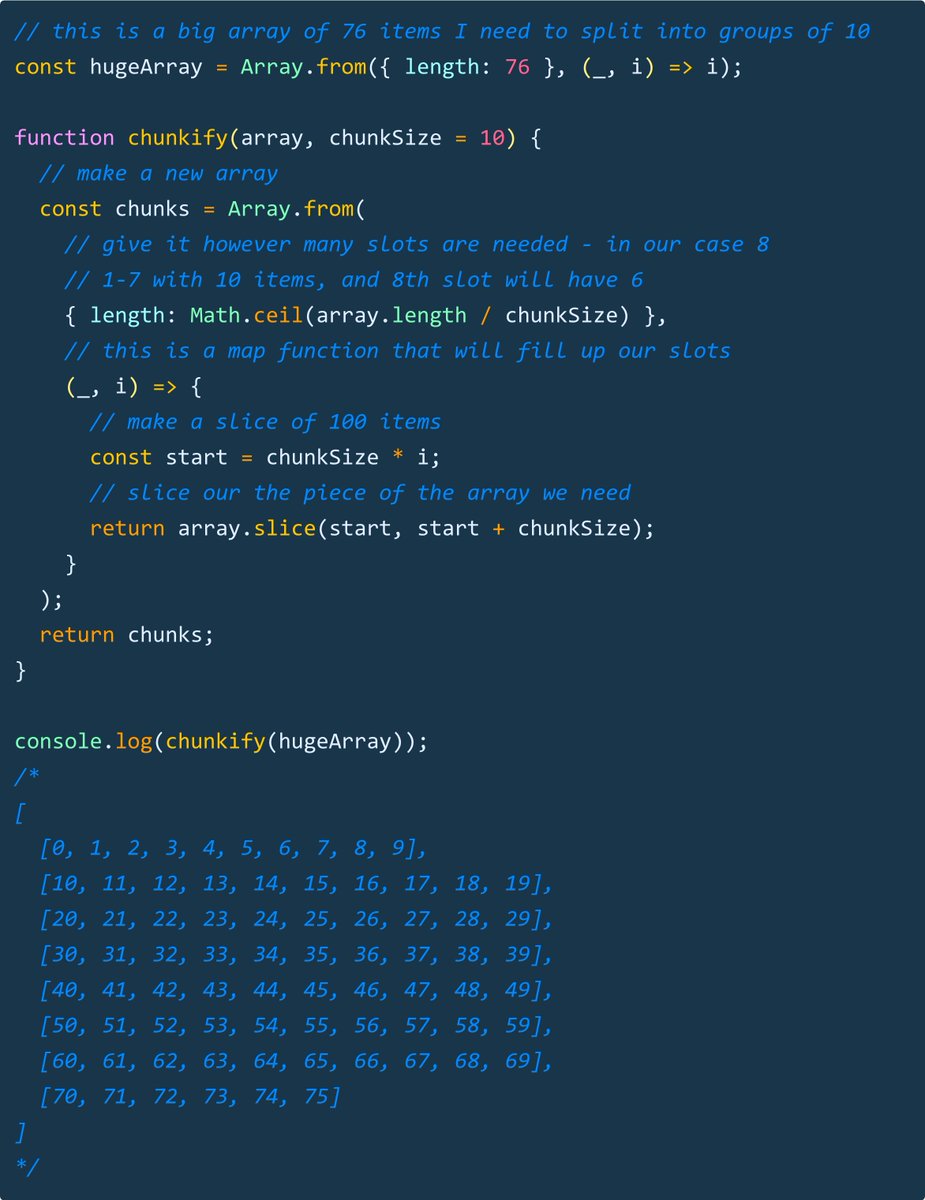 // this is a big array of 76 items I need to split into groups of 10
const hugeArray = Array.from({ length: 76 }, (_, i) => i);

function chunkify(array, chunkSize = 10) {
  // make a new array
  const chunks = Array.from(
    // give it however many slots are needed - in our case 8
    // 1-7 with 10 items, and 8th slot will have 6
    { length: Math.ceil(array.length / chunkSize) },
    // this is a map function that will fill up our slots
    (_, i) => {
      // make a slice of 100 items
      const start = chunkSize * i;
      // slice our the piece of the array we need
      return array.slice(start, start + chunkSize);
    }
  );
  return chunks;
}

console.log(chunkify(hugeArray));
/*
[
  [0, 1, 2, 3, 4, 5, 6, 7, 8, 9],
  [10, 11, 12, 13, 14, 15, 16, 17, 18, 19],
  [20, 21, 22, 23, 24, 25, 26, 27, 28, 29],
  [30, 31, 32, 33, 34, 35, 36, 37, 38, 39],
  [40, 41, 42, 43, 44, 45, 46, 47, 48, 49],
  [50, 51, 52, 53, 54, 55, 56, 57, 58, 59],
  [60, 61, 62, 63, 64, 65, 66, 67, 68, 69],
  [70, 71, 72, 73, 74, 75]
]
*/